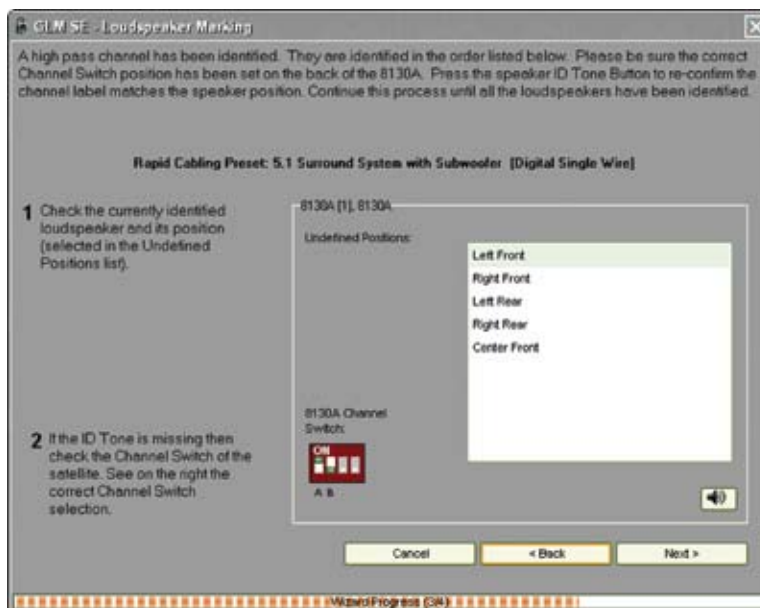 GLM SE - Loudspeaker Marking
A high pass channel has been identified. They are identified in the order listed below. Please be sure the correct
Channel Switch position has been set on the back of the 8130A. Press the speaker ID Tone Button to re-confirm the
channel label matches the speaker position. Continue this process until all the loudspeakers have been identified.
Rapid Cabling Preset: 5.1 Surround System with Subwoofer [Digital Single Wire]
1 Check the currently identified
loudspeaker and its position
(selected in the Undefined
Positions list).
8130A [1], 8130A
Undefined Positions:
Left Front
Right Front
Left Rear
Right Rear
Center Front
2 If the ID Tone is missing then
check the Channel Switch of the
satellite. See on the right the
correct Channel Switch
selection.
8130A Channel
Switch:
ON
A B
Cancel
< Back
Next >
Wizard Progress (3/4)